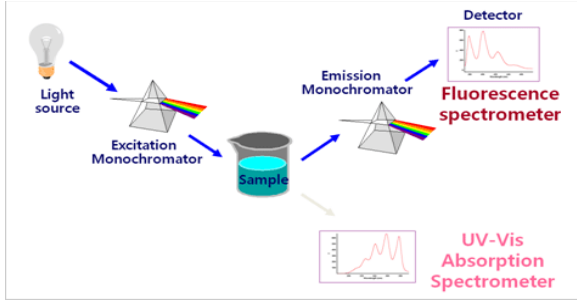 Light
source
Excitation
Monochromator
Sample
Emission
Monochromator
Detector
Fluorescence
spectrometer
UV-Vis
Absorption
Spectrometer